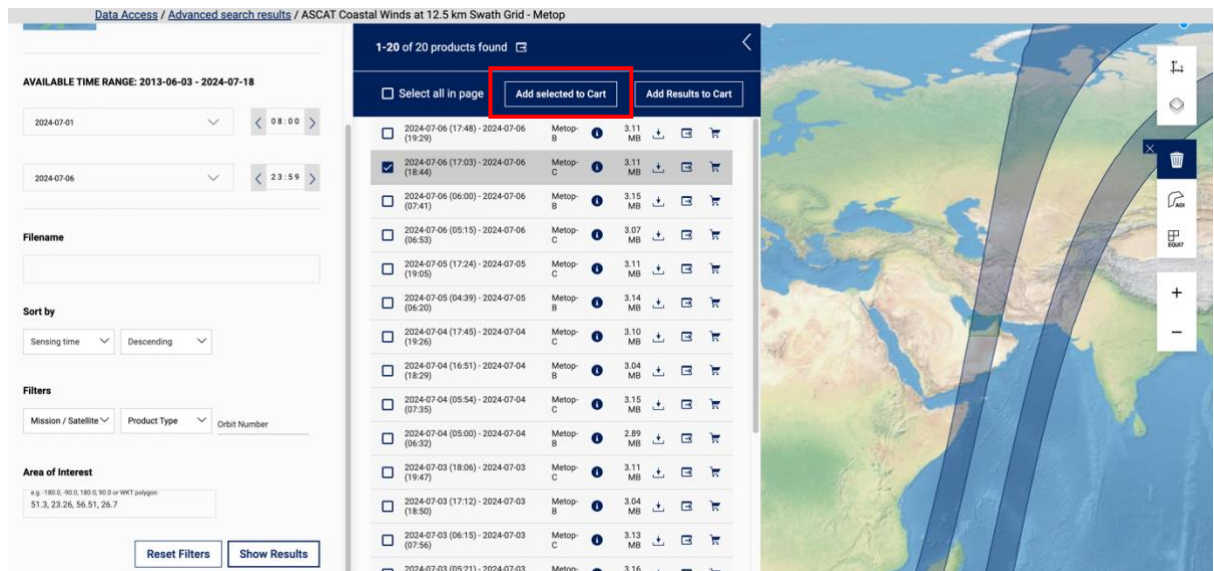 Data Access / Advanced search results / ASCAT Coastal Winds at 12.5 km Swath Grid - Metop
AVAILABLE TIME RANGE: 2013-06-03 - 2024-07-18
2024-07-01
08:00
2024-07-06
23:59
Filename
Sort by
Sensing time
Descending
Filters
Mission / Satellite
Product Type
Orbit Number
Area of Interest
e.g. -180.0, -90.0, 180.0, 90.0 or WKT polygon
51.3, 23.26, 56.51, 26.7
Reset Filters
Show Results
1-20 of 20 products found
Select all in page
Add selected to Cart
Add Results to Cart
2024-07-06 (17:48) - 2024-07-06 Metop- 3.11
(19:29) B MB
2024-07-06 (17:03) - 2024-07-06 Metop- 3.11
(18:44) C MB
2024-07-06 (06:00) - 2024-07-06 Metop- 3.15
(07:41) B MB
2024-07-06 (05:15) - 2024-07-06 Metop- 3.07
(06:53) C MB
2024-07-05 (17:24) - 2024-07-05 Metop- 3.11
(19:05) C MB
2024-07-05 (04:39) - 2024-07-05 Metop- 3.14
(06:20) B MB
2024-07-04 (17:45) - 2024-07-04 Metop- 3.10
(19:26) C MB
2024-07-04 (16:51) - 2024-07-04 Metop- 3.04
(18:29) B MB
2024-07-04 (05:54) - 2024-07-04 Metop- 3.15
(07:35) C MB
2024-07-04 (05:00) - 2024-07-04 Metop- 2.89
(06:32) B MB
2024-07-03 (18:06) - 2024-07-03 Metop- 3.11
(19:47) C MB
2024-07-03 (17:12) - 2024-07-03 Metop- 3.04
(18:50) B MB
2024-07-03 (06:15) - 2024-07-03 Metop- 3.13
(07:56) C MB
2024-07-03 (05:21) - 2024-07-03 Metop- 3.16
AOI
EQUI7